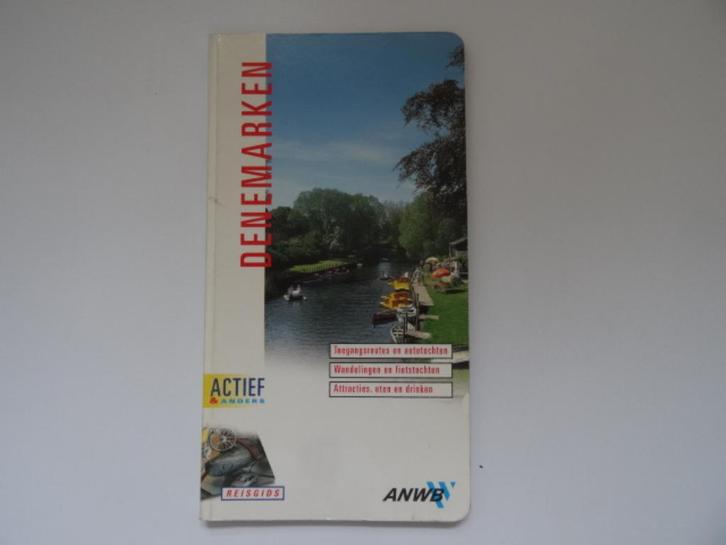 DENEMARKEN
Toegangsroutes en autotochten
Wandelingen en fietstochten
Attracties, eten en drinken
ACTIEF
& ANDERS
REISGIDS
ANWB